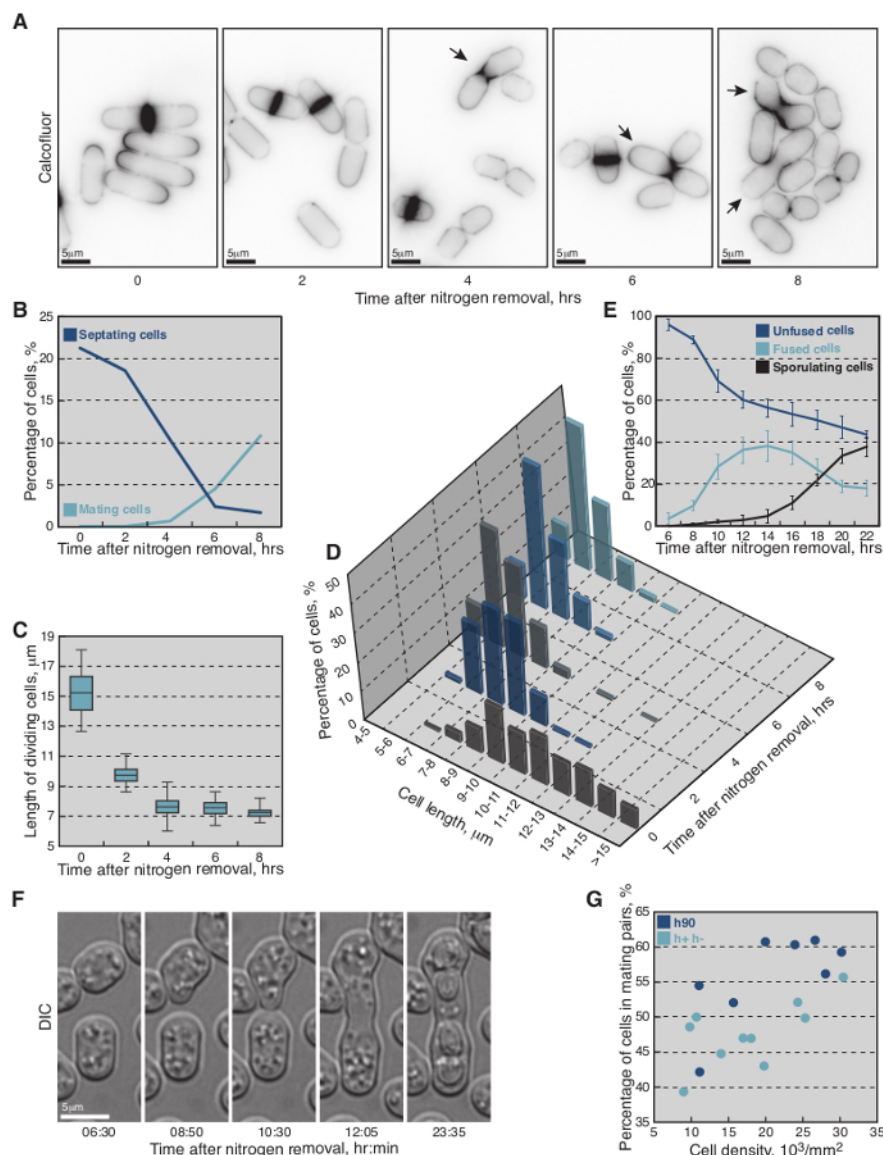 A
Calcofluor
5μm
5μm
5μm
5μm
5μm
0 2 4 6 8
Time after nitrogen removal, hrs
B
25
20
15
10
5
0
Percentage of cells, %
Septating cells
Mating cells
0 2 4 6 8
Time after nitrogen removal, hrs
E
100
80
60
40
20
0
Percentage of cells, %
Unfused cells
Fused cells
Sporulating cells
6 8 10 12 14 16 18 20 22
Time after nitrogen removal, hrs
C
19
17
15
13
11
9
7
5
Length of dividing cells, μm
0 2 4 6 8
Time after nitrogen removal, hrs
D
50
40
30
20
10
0
Percentage of cells, %
4-5
5-6
6-7
7-8
8-9
9-10
10-11
11-12
12-13
13-14
14-15
>15
Cell length, μm
0
2
4
6
8
Time after nitrogen removal, hrs
F
DIC
5μm
06:30 08:50 10:30 12:05 23:35
Time after nitrogen removal, hr:min
G
65
60
55
50
45
40
35
Percentage of cells in mating pairs, %
h90
h+ h-
5 10 15 20 25 30 35
Cell density, 10³/mm²